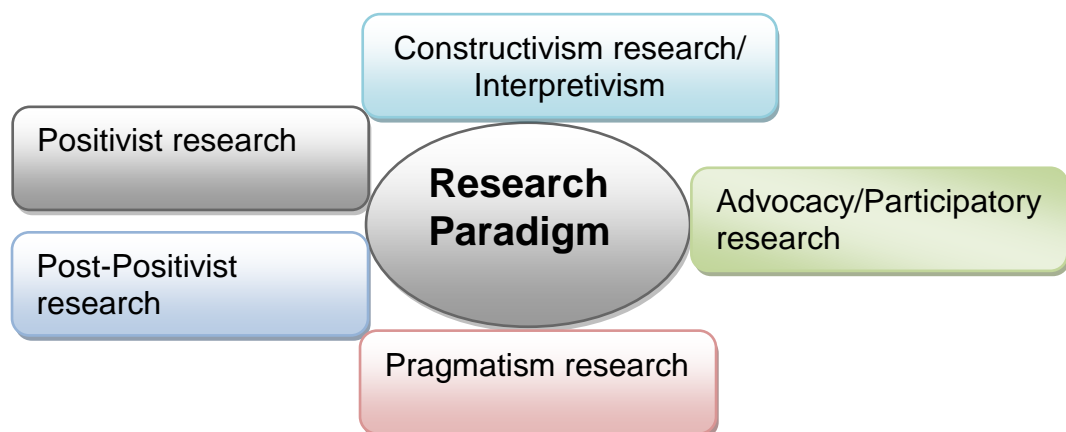 Constructivism research/
Interpretivism
Positivist research
Research
Paradigm
Advocacy/Participatory
research
Post-Positivist
research
Pragmatism research